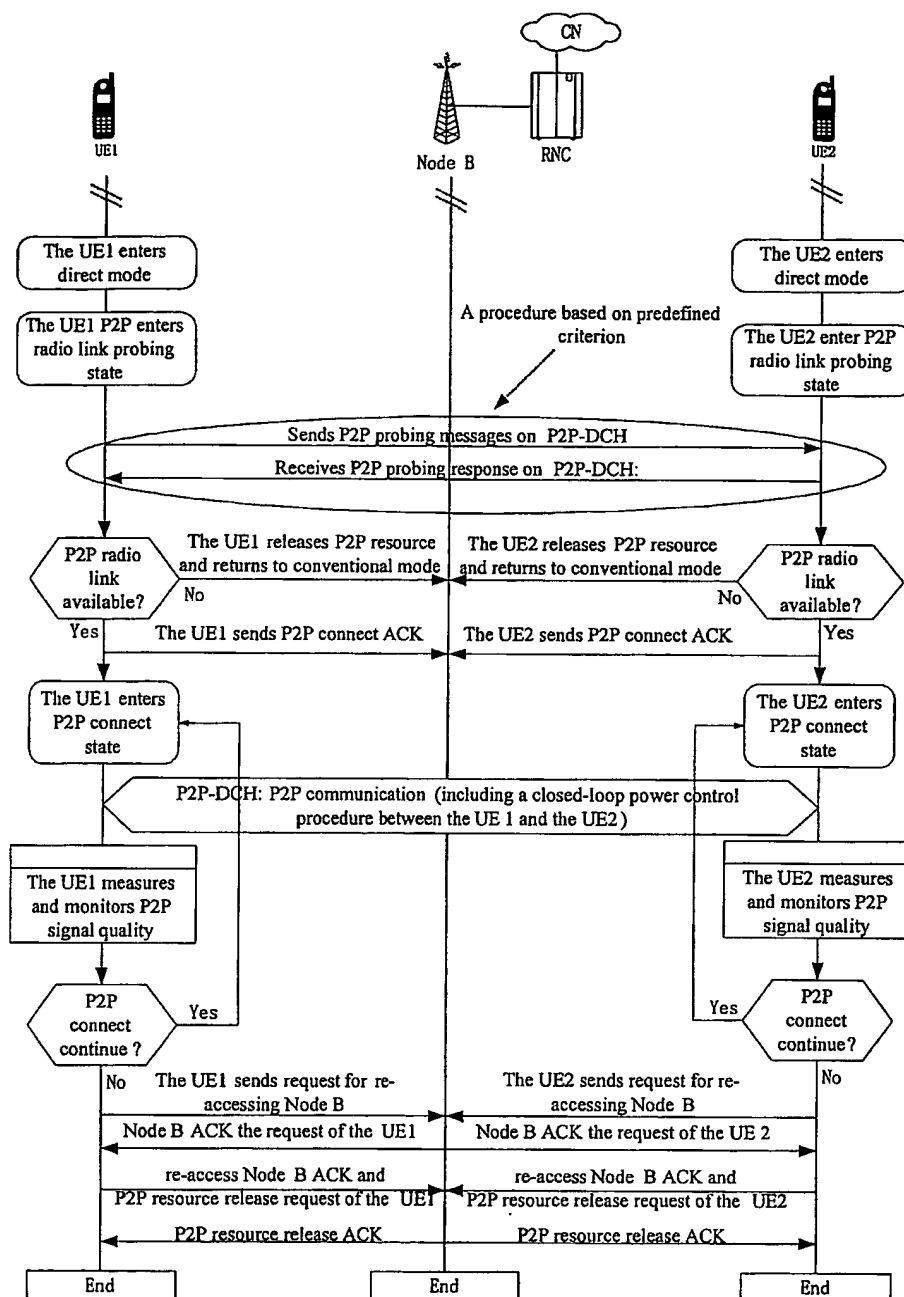 CN
UE1
Node B
RNC
UE2
The UE1 enters
direct mode
The UE2 enters
direct mode
The UE1 P2P enters
radio link probing
state
A procedure based on predefined
criterion
The UE2 enter P2P
radio link probing
state
Sends P2P probing messages on P2P-DCH
Receives P2P probing response on P2P-DCH:
P2P radio
link
available?
The UE1 releases P2P resource
and returns to conventional mode
No
The UE2 releases P2P resource
and returns to conventional mode
No
P2P radio
link
available?
Yes
The UE1 sends P2P connect ACK
The UE2 sends P2P connect ACK
Yes
The UE1 enters
P2P connect
state
The UE2 enters
P2P connect
state
P2P-DCH: P2P communication (including a closed-loop power control
procedure between the UE 1 and the UE2)
The UE1 measures
and monitors P2P
signal quality
The UE2 measures
and monitors P2P
signal quality
P2P
connect
continue ?
Yes
Yes
P2P
connect
continue?
No
The UE1 sends request for re-
accessing Node B
The UE2 sends request for re-
accessing Node B
No
Node B ACK the request of the UE1
Node B ACK the request of the UE 2
re-access Node B ACK and
P2P resource release request of the UE1
re-access Node B ACK and
P2P resource release request of the UE2
P2P resource release ACK
P2P resource release ACK
End
End
End